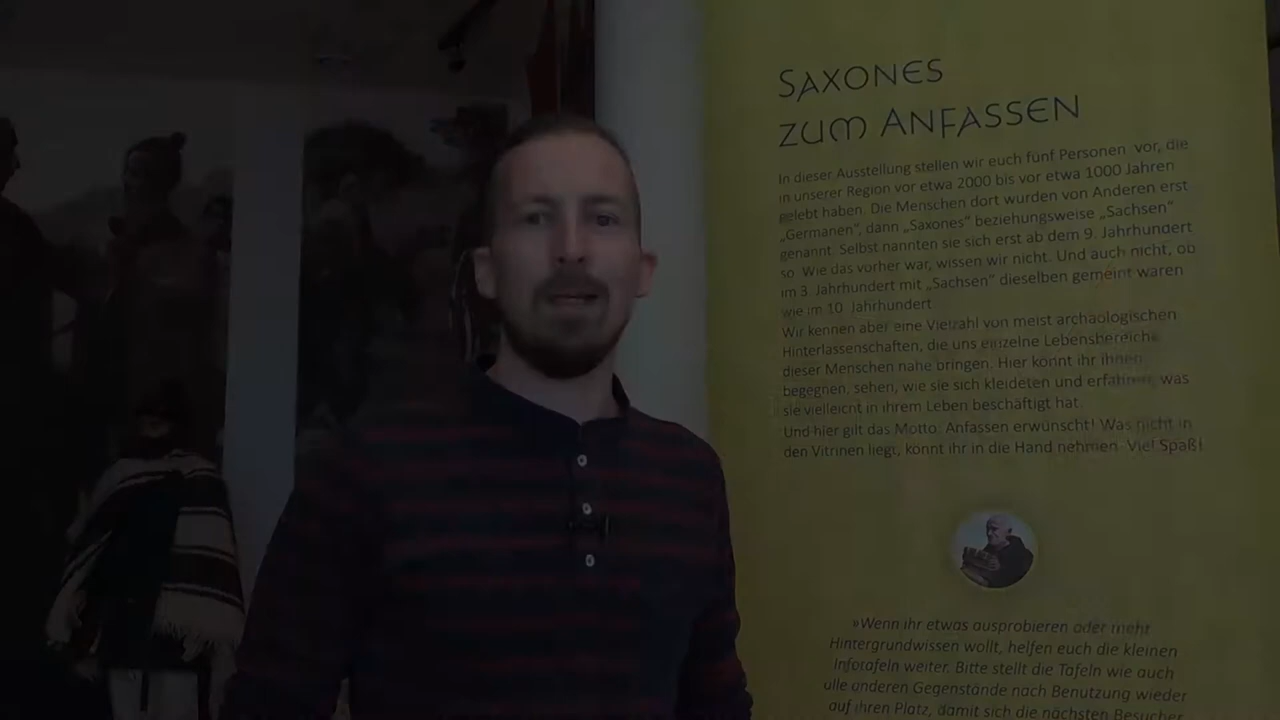 SAXONES
ZUM ANFASSEN
In dieser Ausstellung stellen wir euch fünf Personen vor, die
in unserer Region vor etwa 2000 bis vor etwa 1000 Jahren
gelebt haben. Die Menschen dort wurden von Anderen erst
„Germanen“, dann „Saxones“ beziehungsweise „Sachsen“
genannt. Selbst nannten sie sich erst ab dem 9. Jahrhundert
so. Wie das vorher war, wissen wir nicht. Und auch nicht, ob
im 3. Jahrhundert mit „Sachsen“ dieselben gemeint waren
wie im 10. Jahrhundert.
Wir kennen aber eine Vielzahl von meist archäologischen
Hinterlassenschaften, die uns einzelne Lebensbereiche
dieser Menschen nahe bringen. Hier könnt ihr ihnen
begegnen, sehen, wie sie sich kleideten und erfahren, was
sie vielleicht in ihrem Leben beschäftigt hat.
Und hier gilt das Motto: Anfassen erwünscht! Was nicht in
den Vitrinen liegt, könnt ihr in die Hand nehmen. Viel Spaß!
»Wenn ihr etwas ausprobieren oder mehr
Hintergrundwissen wollt, helfen euch die kleinen
Infotafeln weiter. Bitte stellt die Tafeln wie auch
alle anderen Gegenstände nach Benutzung wieder
auf ihren Platz, damit sich die nächsten Besucher